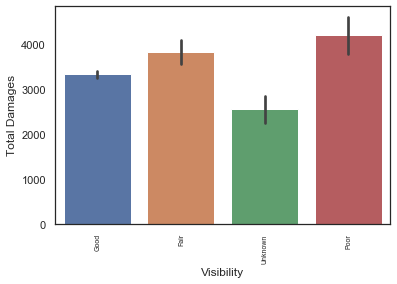 Total Damages
4000
3000
2000
1000
0
Good
Fair
Unknown
Poor
Visibility